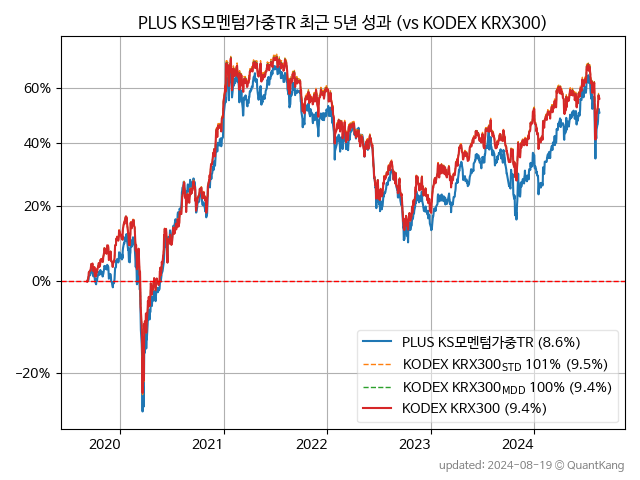 PLUS KS모멘텀가중TR 최근 5년 성과 (vs KODEX KRX300)
60%
40%
20%
0%
−20%
PLUS KS모멘텀가중TR (8.6%)
KODEX KRX300STD 101% (9.5%)
KODEX KRX300MDD 100% (9.4%)
KODEX KRX300 (9.4%)
2020 2021 2022 2023 2024
updated: 2024-08-19 © QuantKang